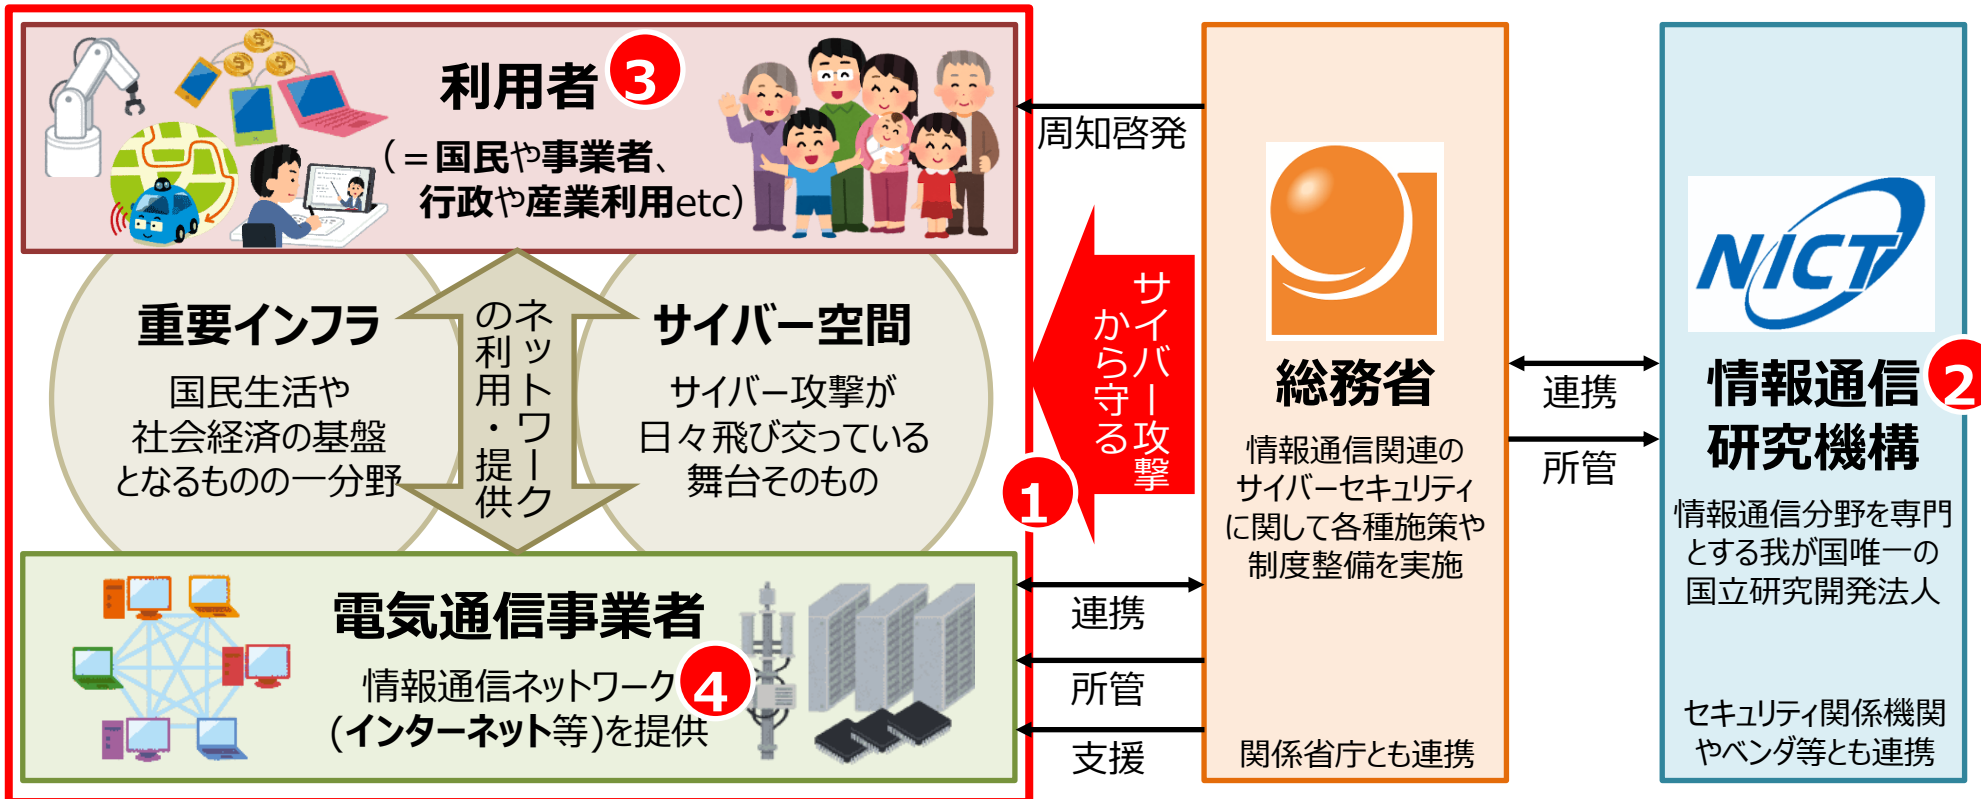 利用者
3
（＝国民や事業者、
行政や産業利用etc）
重要インフラ
国民生活や
社会経済の基盤
となるものの一分野
ネットワーク
の利用・提供
サイバー空間
サイバー攻撃が
日々飛び交っている
舞台そのもの
電気通信事業者
情報通信ネットワーク
(インターネット等)を提供
4
周知啓発
サイバー攻撃
から守る
1
連携
所管
支援
総務省
情報通信関連の
サイバーセキュリティ
に関して各種施策や
制度整備を実施
関係省庁とも連携
連携
所管
NICT
情報通信
研究機構
2
情報通信分野を専門
とする我が国唯一の
国立研究開発法人
セキュリティ関係機関
やベンダ等とも連携